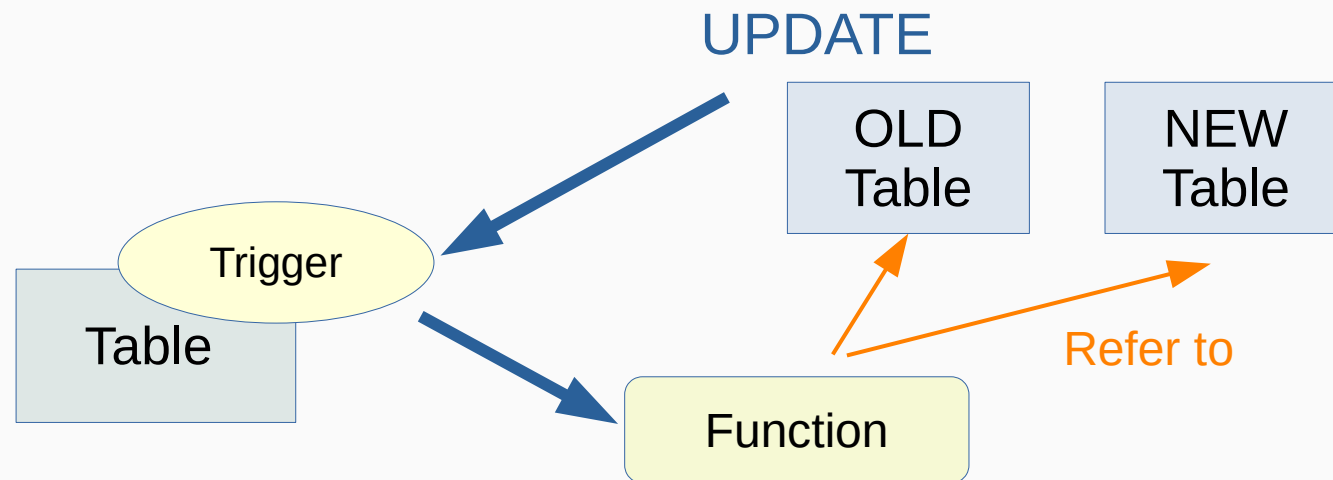 UPDATE
OLD
Table
NEW
Table
Trigger
Table
Refer to
Function